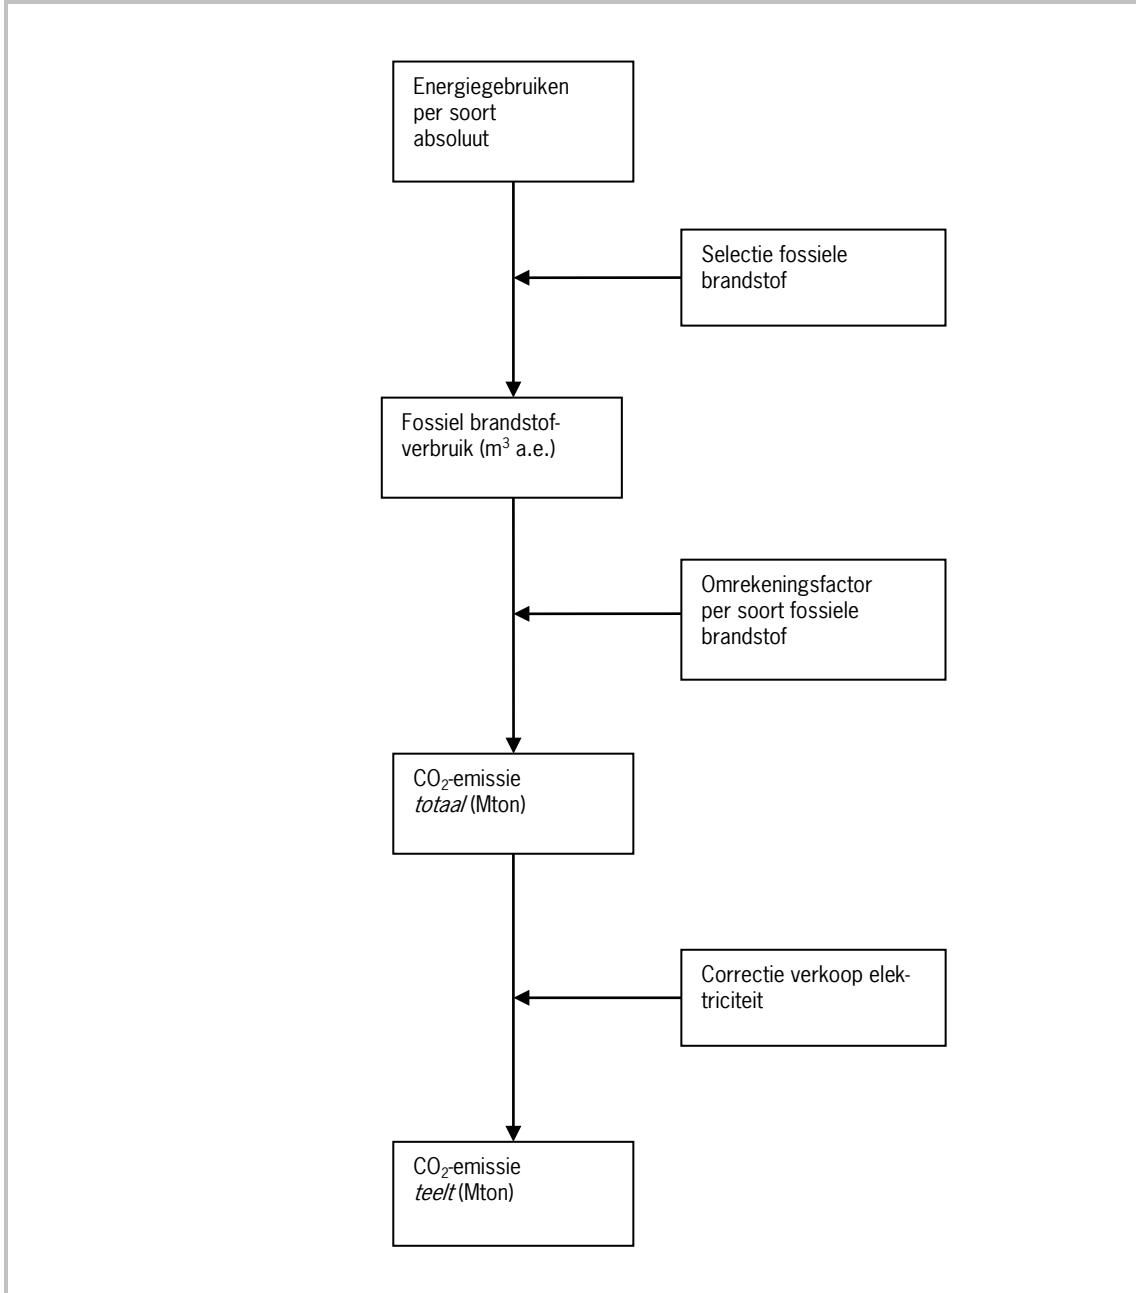 Energiegebruiken
per soort
absoluut
Selectie fossiele
brandstof
Fossiel brandstof-
verbruik (m³ a.e.)
Omrekeningsfactor
per soort fossiele
brandstof
CO₂-emissie
totaal (Mton)
Correctie verkoop elek-
triciteit
CO₂-emissie
teelt (Mton)